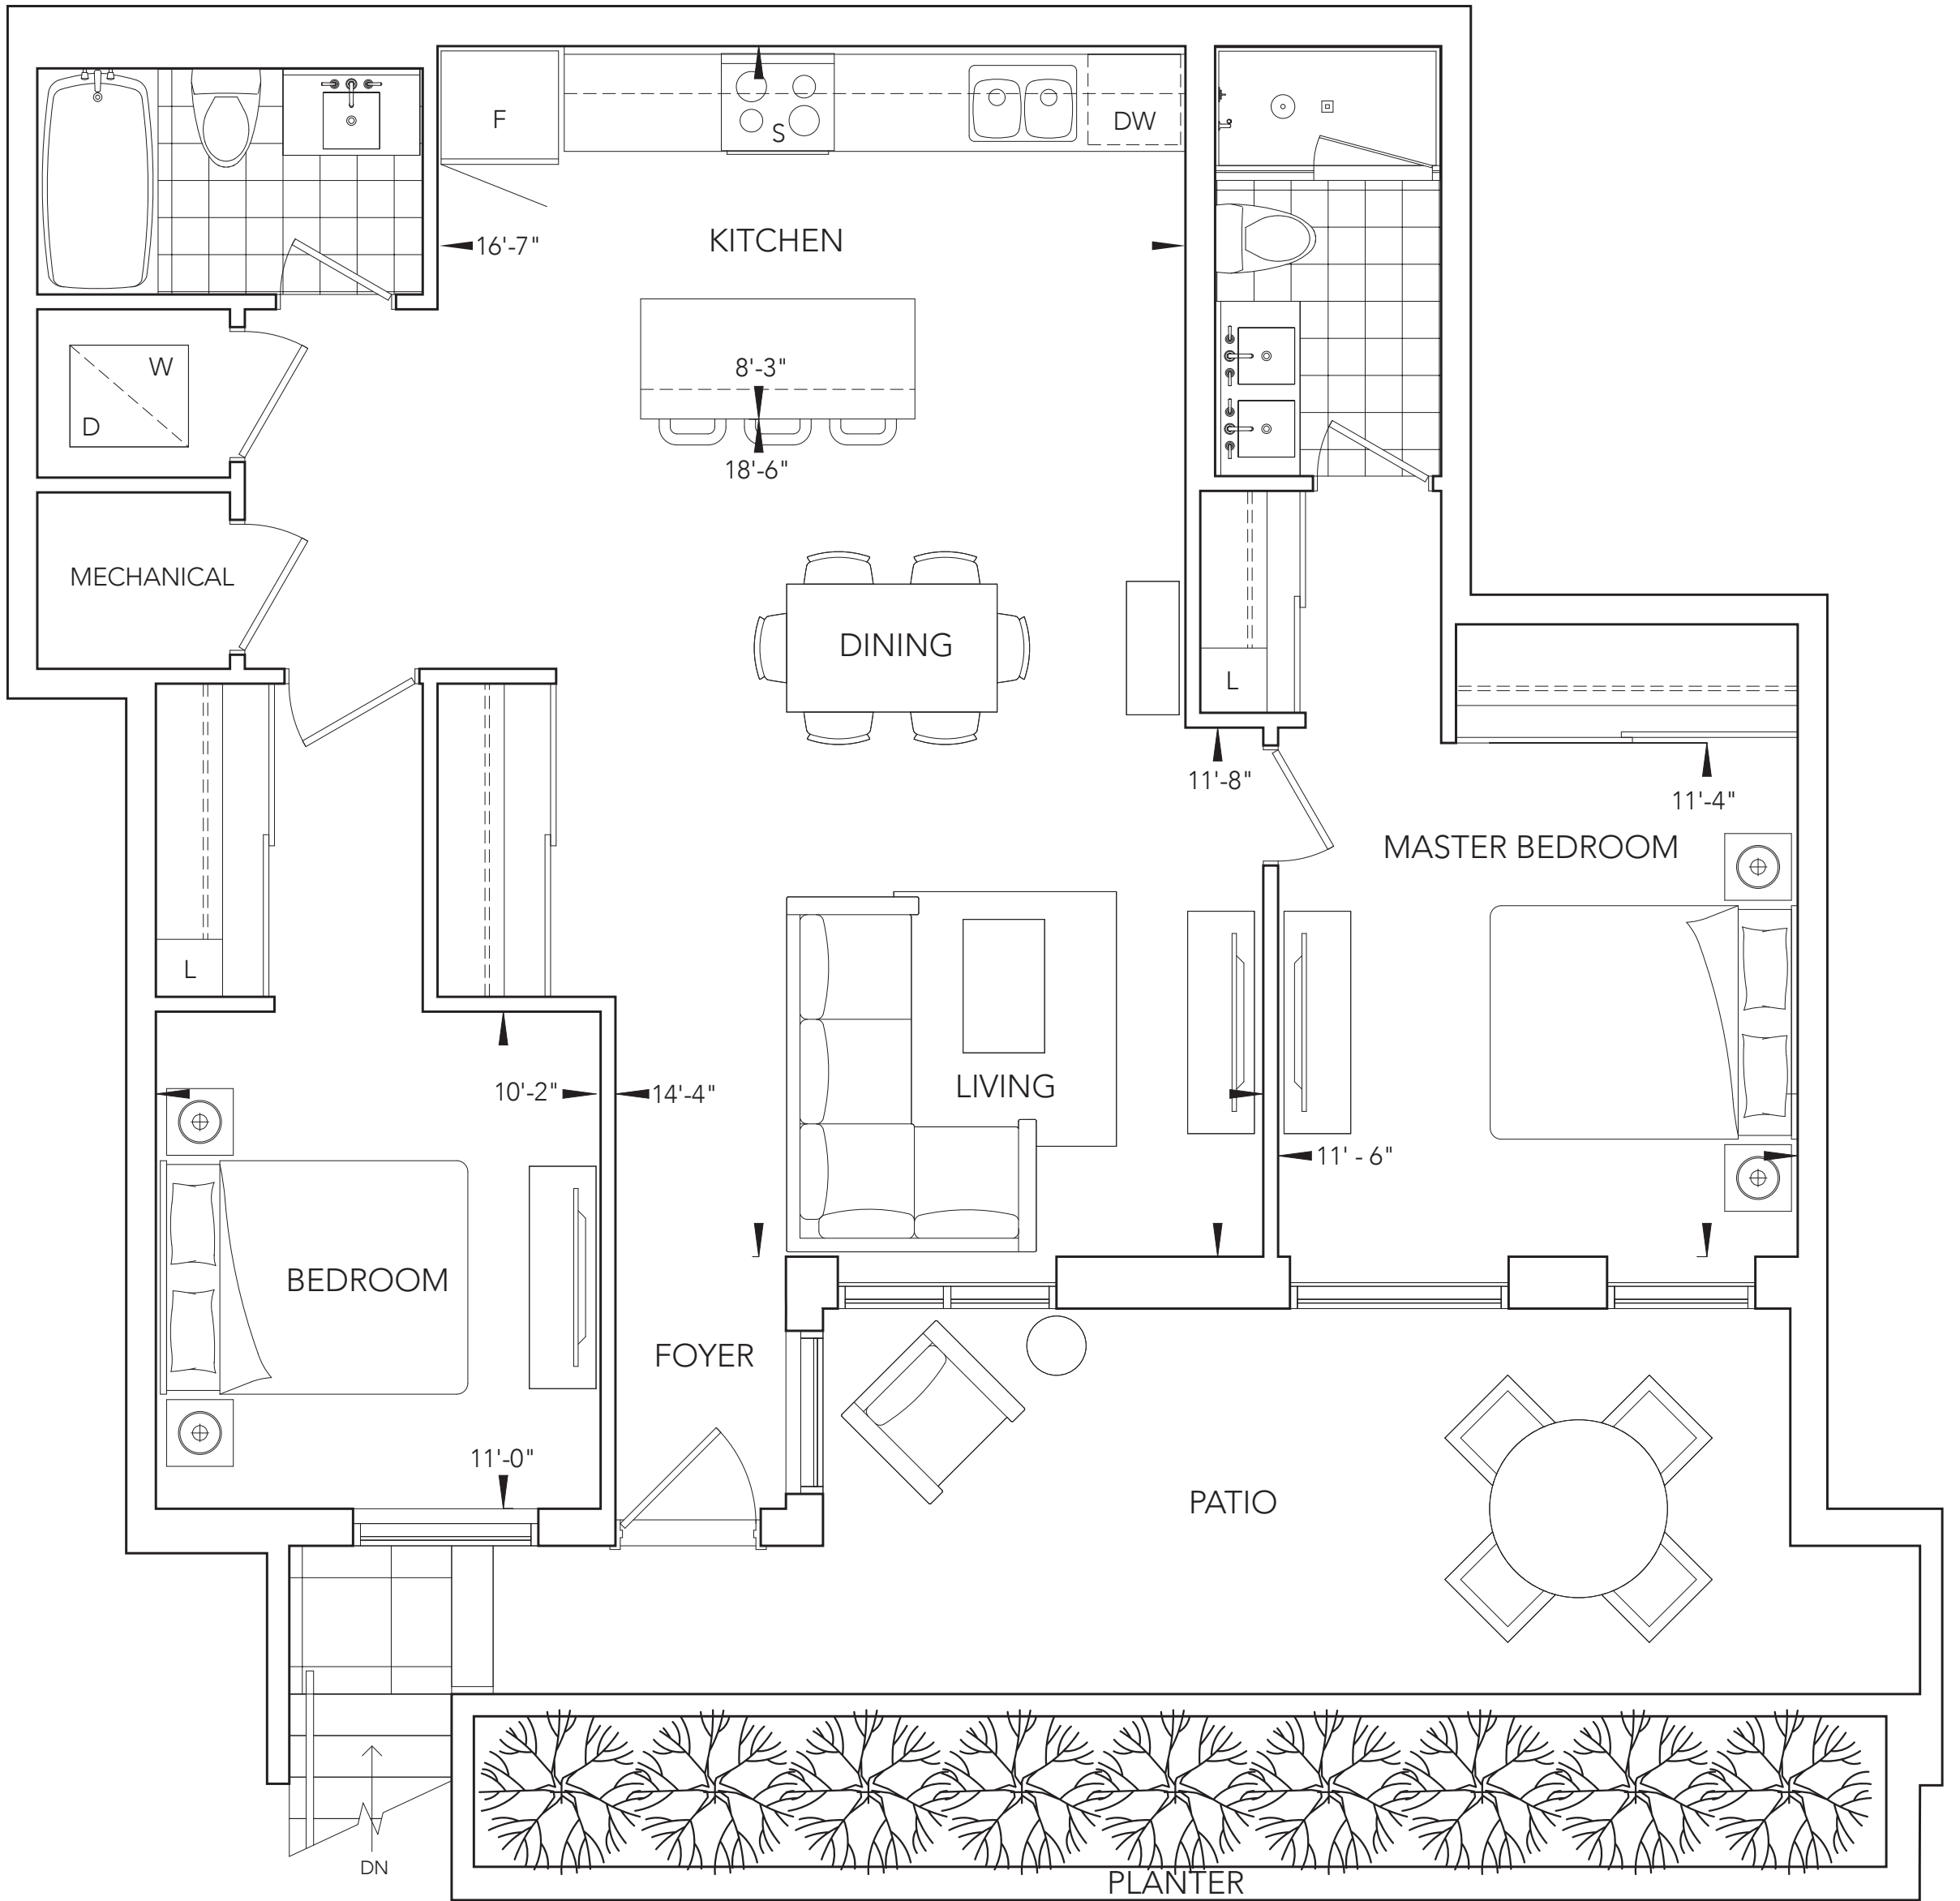 F
S
DW
16'-7"
KITCHEN
8'-3"
W
D
18'-6"
MECHANICAL
DINING
L
11'-8"
11'-4"
MASTER BEDROOM
L
10'-2"
14'-4"
LIVING
11' - 6"
BEDROOM
FOYER
11'-0"
PATIO
DN
PLANTER